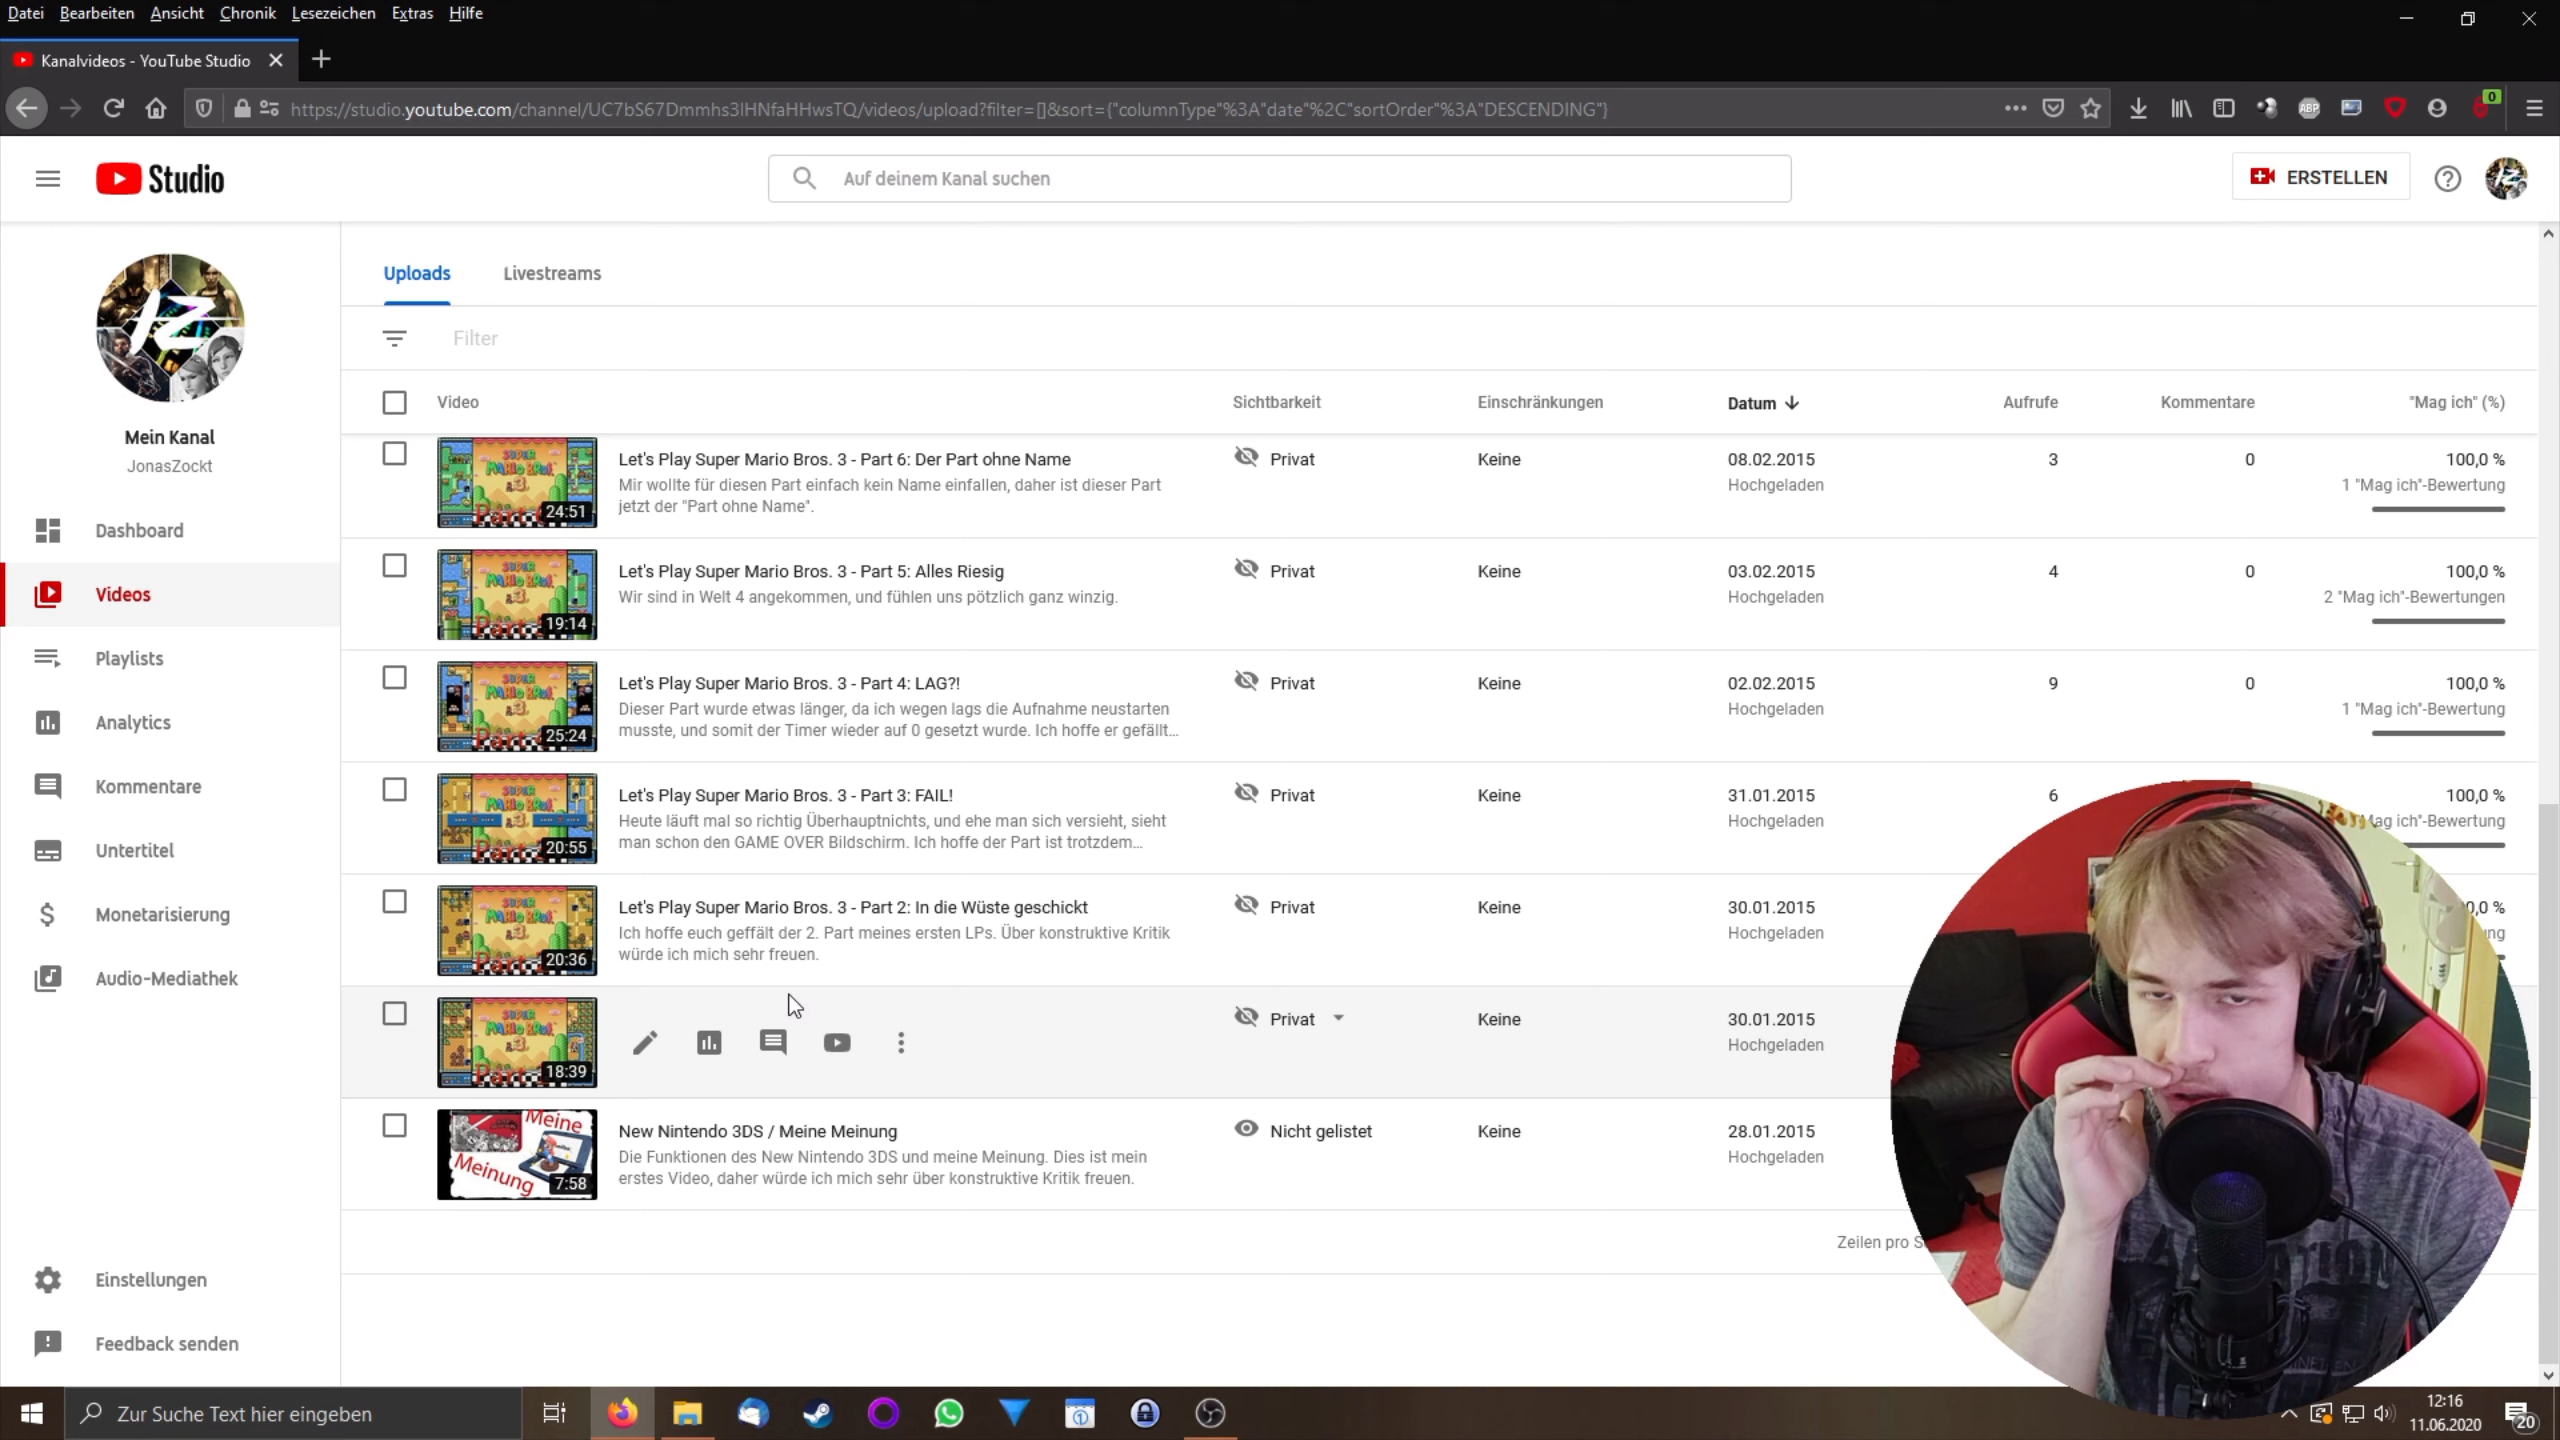 Datei Bearbeiten Ansicht Chronik Lesezeichen Extras Hilfe
Kanalvideos - YouTube Studio
https://studio.youtube.com/channel/UC7bS67Dmmhs3lHNfaHHwsTQ/videos/upload?filter=[]&sort={"columnType"%3A"date"%2C"sortOrder"%3A"DESCENDING"}
ABP
0
Studio
Auf deinem Kanal suchen
ERSTELLEN
Mein Kanal
JonasZockt
Dashboard
Videos
Playlists
Analytics
Kommentare
Untertitel
Monetarisierung
Audio-Mediathek
Einstellungen
Feedback senden
Uploads Livestreams
Filter
Video Sichtbarkeit Einschränkungen Datum Aufrufe Kommentare "Mag ich" (%)
Let's Play Super Mario Bros. 3 - Part 6: Der Part ohne Name Privat Keine 08.02.2015 3 0 100,0 %
Mir wollte für diesen Part einfach kein Name einfallen, daher ist dieser Part Hochgeladen 1 "Mag ich"-Bewertung
jetzt der "Part ohne Name".
24:51
Let's Play Super Mario Bros. 3 - Part 5: Alles Riesig Privat Keine 03.02.2015 4 0 100,0 %
Wir sind in Welt 4 angekommen, und fühlen uns pötzlich ganz winzig. Hochgeladen 2 "Mag ich"-Bewertungen
19:14
Let's Play Super Mario Bros. 3 - Part 4: LAG?! Privat Keine 02.02.2015 9 0 100,0 %
Dieser Part wurde etwas länger, da ich wegen lags die Aufnahme neustarten Hochgeladen 1 "Mag ich"-Bewertung
musste, und somit der Timer wieder auf 0 gesetzt wurde. Ich hoffe er gefällt...
25:24
Let's Play Super Mario Bros. 3 - Part 3: FAIL! Privat Keine 31.01.2015 6 100,0 %
Heute läuft mal so richtig Überhauptnichts, und ehe man sich versieht, sieht Hochgeladen Mag ich"-Bewertung
man schon den GAME OVER Bildschirm. Ich hoffe der Part ist trotzdem...
20:55
Let's Play Super Mario Bros. 3 - Part 2: In die Wüste geschickt Privat Keine 30.01.2015 0,0 %
Ich hoffe euch geffält der 2. Part meines ersten LPs. Über konstruktive Kritik Hochgeladen ng
würde ich mich sehr freuen.
20:36
Privat Keine 30.01.2015
Hochgeladen
18:39
New Nintendo 3DS / Meine Meinung Nicht gelistet Keine 28.01.2015
Die Funktionen des New Nintendo 3DS und meine Meinung. Dies ist mein Hochgeladen
erstes Video, daher würde ich mich sehr über konstruktive Kritik freuen.
Meine
Meinung
7:58
Zeilen pro S
Zur Suche Text hier eingeben
12:16
11.06.2020
20